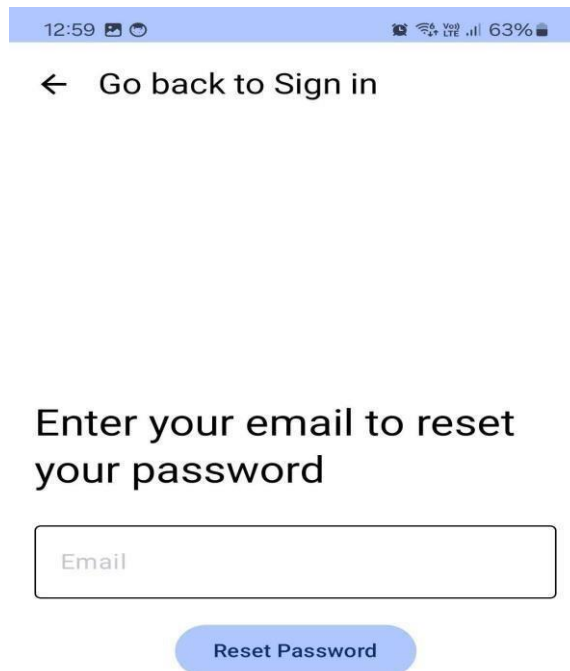 12:59 63%
← Go back to Sign in
Enter your email to reset
your password
Email
Reset Password